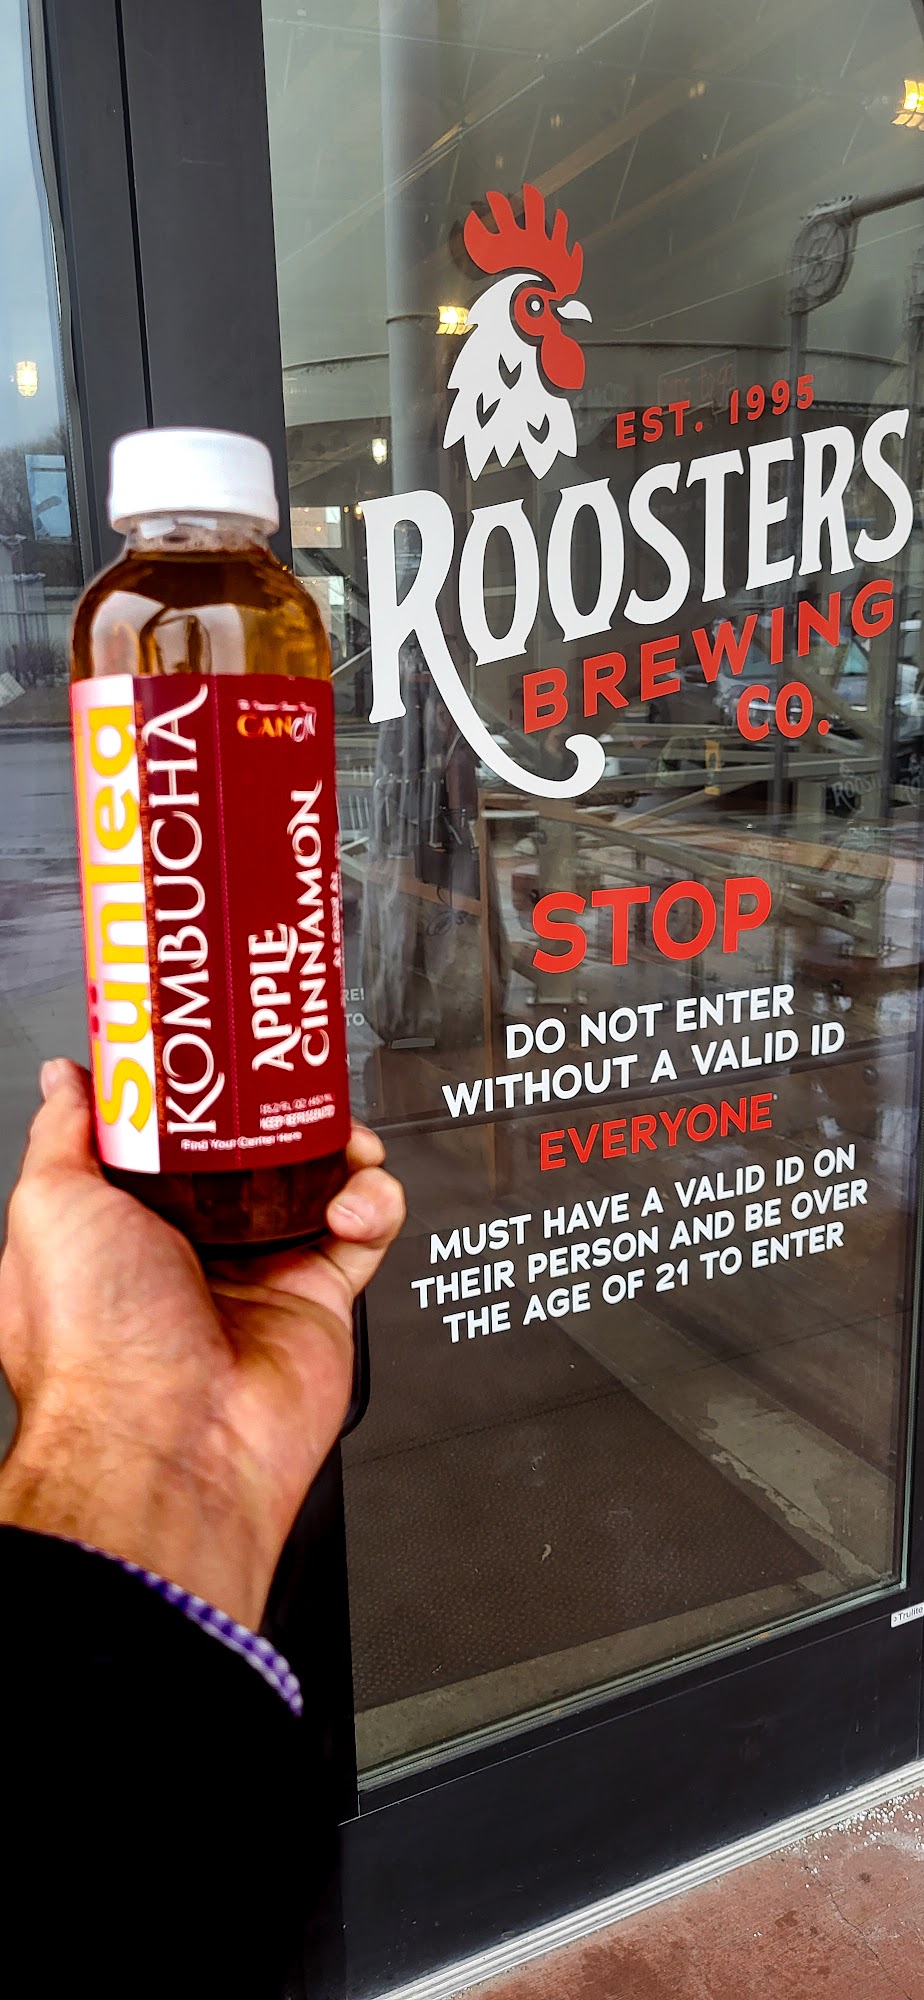 EST. 1995
ROOSTERS
BREWING
CO.
STOP
DO NOT ENTER
WITHOUT A VALID ID
EVERYONE
MUST HAVE A VALID ID ON
THEIR PERSON AND BE OVER
THE AGE OF 21 TO ENTER
SünTea
KOMBUCHA
APPLE
CINNAMON
KEEP REFRIGERATED
Find Your Center Here
Trulite